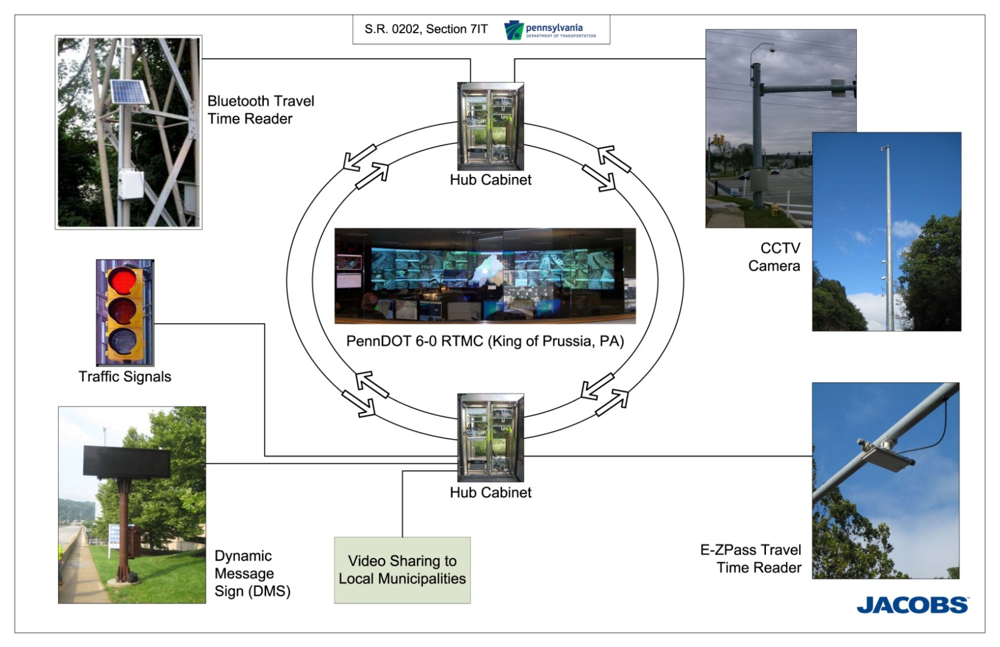 S.R. 0202, Section 7IT
pennsylvania
DEPARTMENT OF TRANSPORTATION
Bluetooth Travel
Time Reader
Hub Cabinet
CCTV
Camera
PennDOT 6-0 RTMC (King of Prussia, PA)
Traffic Signals
Hub Cabinet
Dynamic
Message
Sign (DMS)
Video Sharing to
Local Municipalities
E-ZPass Travel
Time Reader
JACOBS